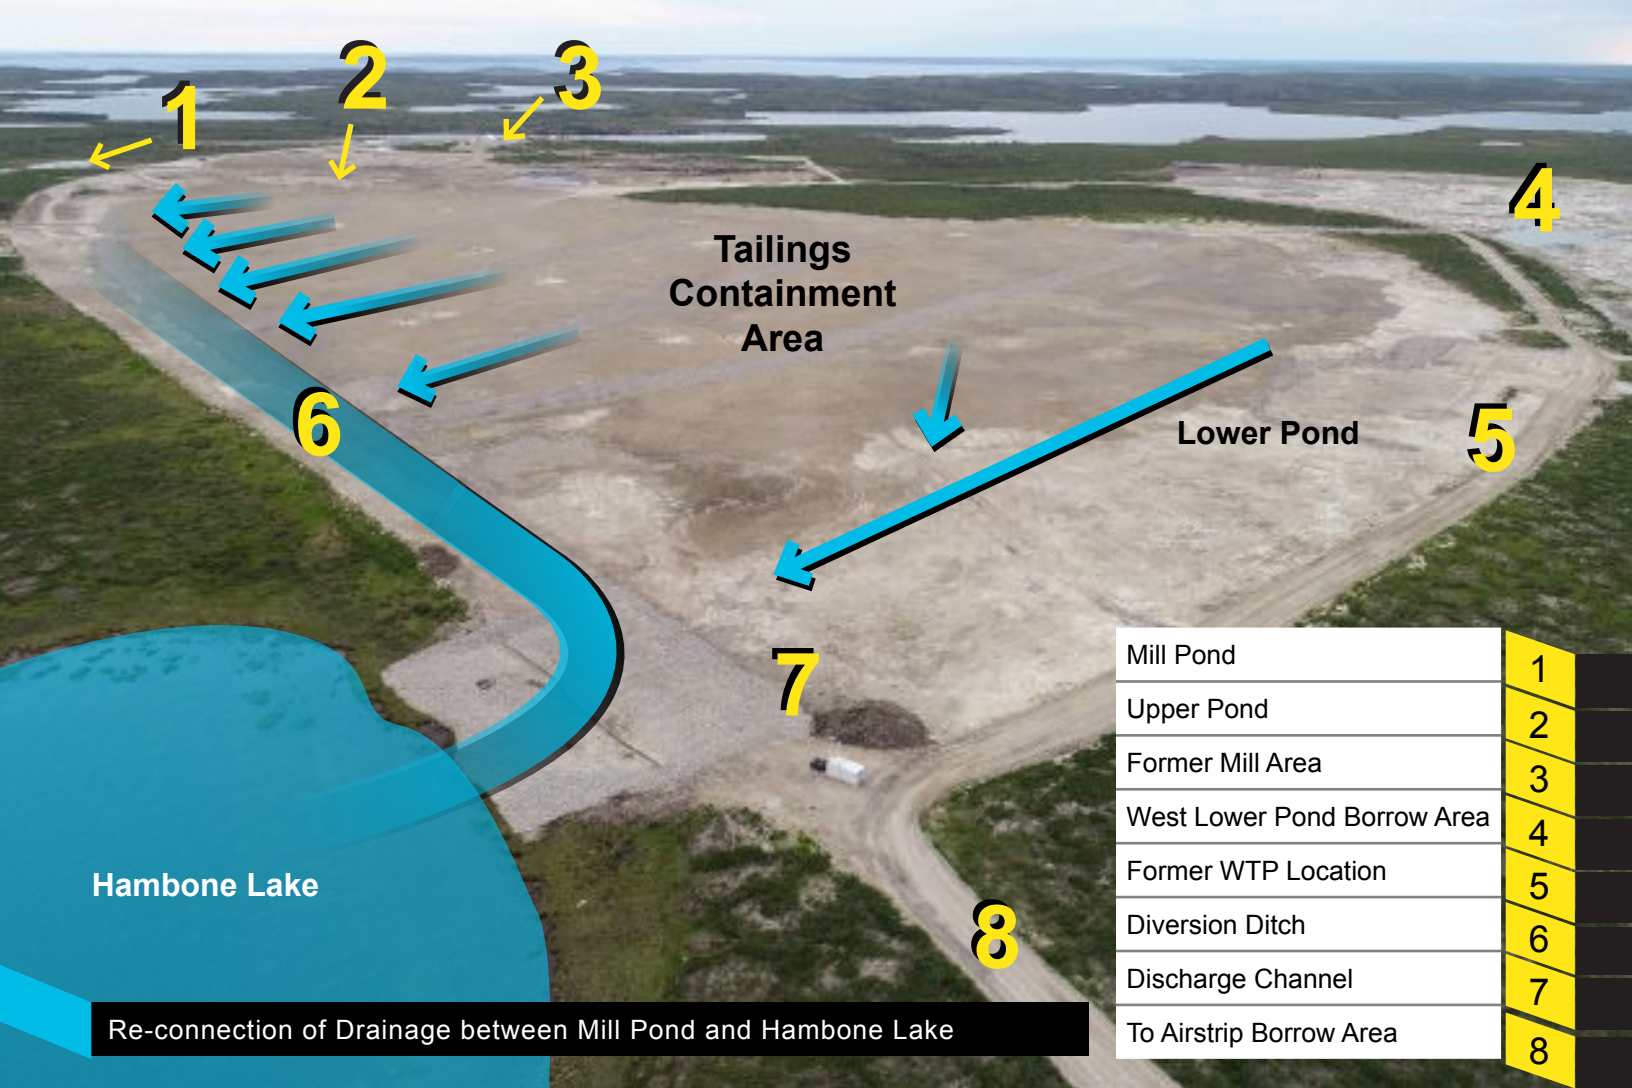 1
2
3
4
Tailings
Containment
Area
6
Lower Pond
5
7
Hambone Lake
8
Mill Pond 1
Upper Pond 2
Former Mill Area 3
West Lower Pond Borrow Area 4
Former WTP Location 5
Diversion Ditch 6
Discharge Channel 7
To Airstrip Borrow Area 8
Re-connection of Drainage between Mill Pond and Hambone Lake